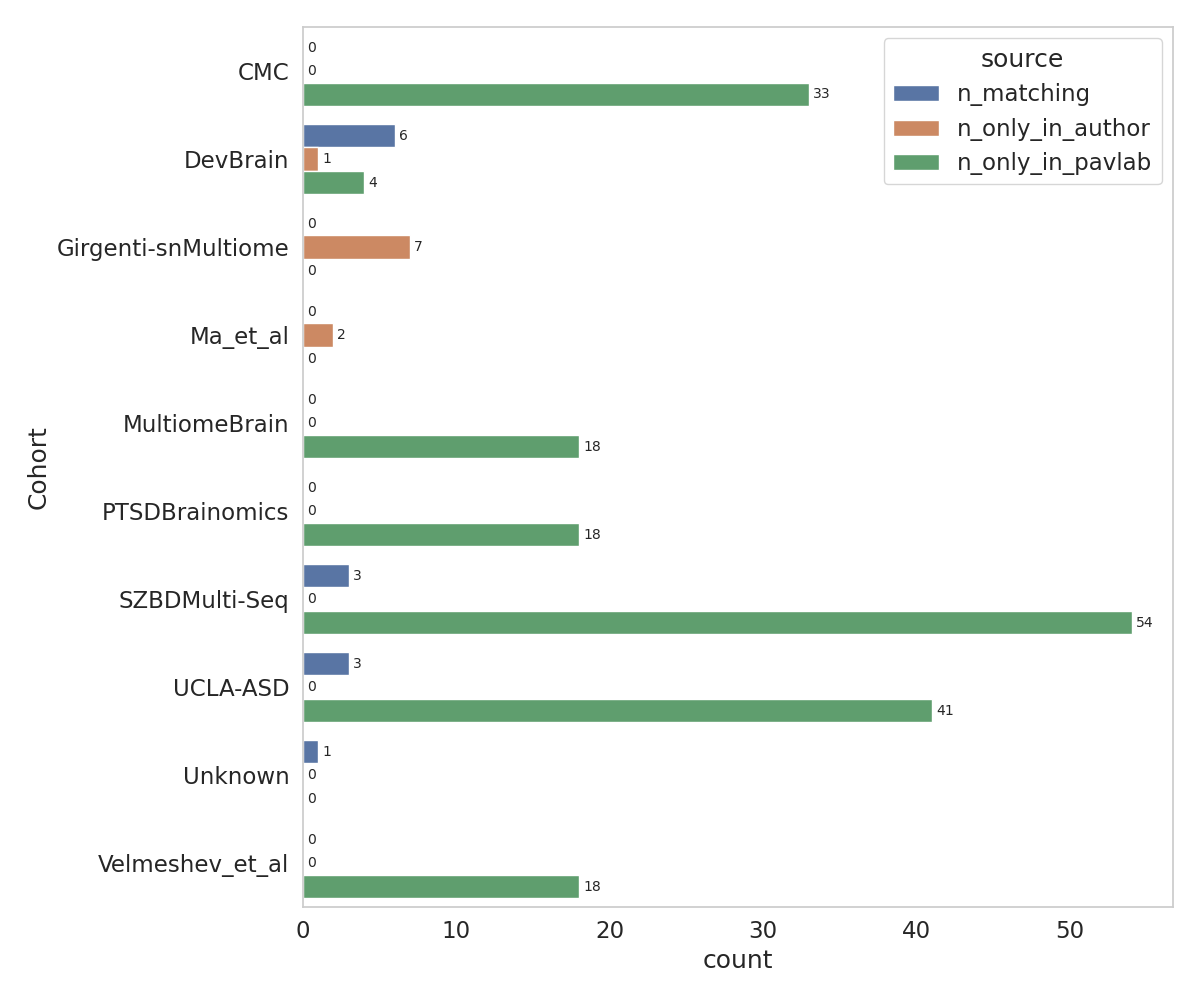 source
n_matching
n_only_in_author
n_only_in_pavlab
Cohort
CMC
0
0
33
DevBrain
6
1
4
Girgenti-snMultiome
0
7
0
Ma_et_al
0
2
0
MultiomeBrain
0
0
18
PTSDBrainomics
0
0
18
SZBDMulti-Seq
3
0
54
UCLA-ASD
3
0
41
Unknown
1
0
0
Velmeshev_et_al
0
0
18
0 10 20 30 40 50
count